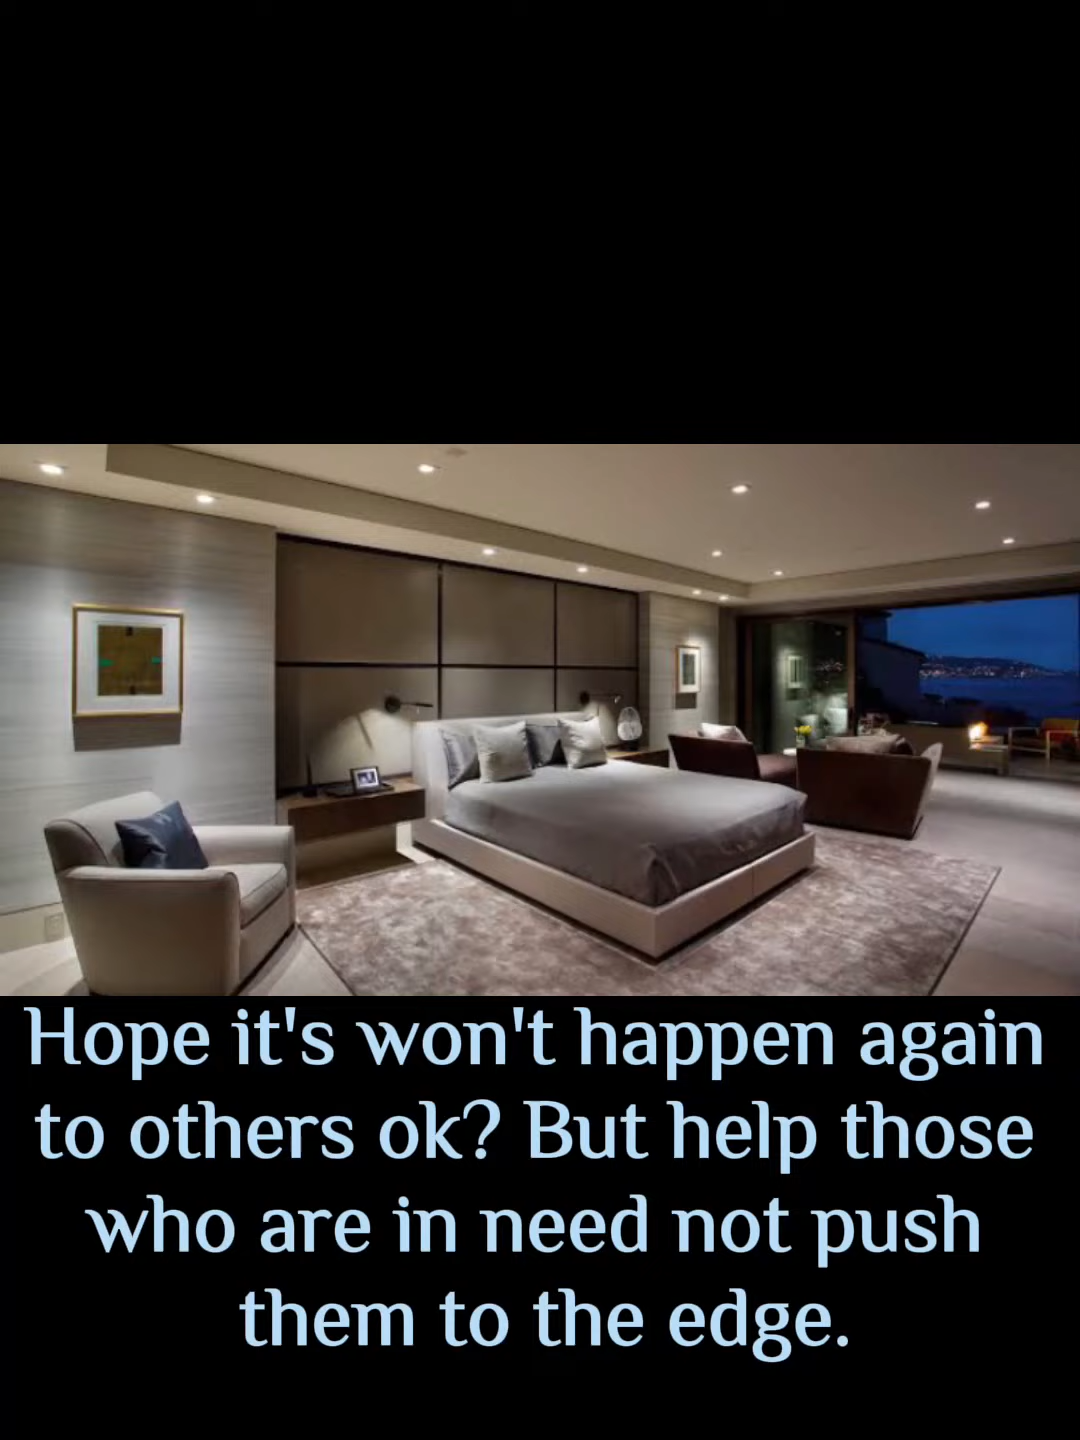 Hope it's won't happen again
to others ok? But help those
who are in need not push
them to the edge.